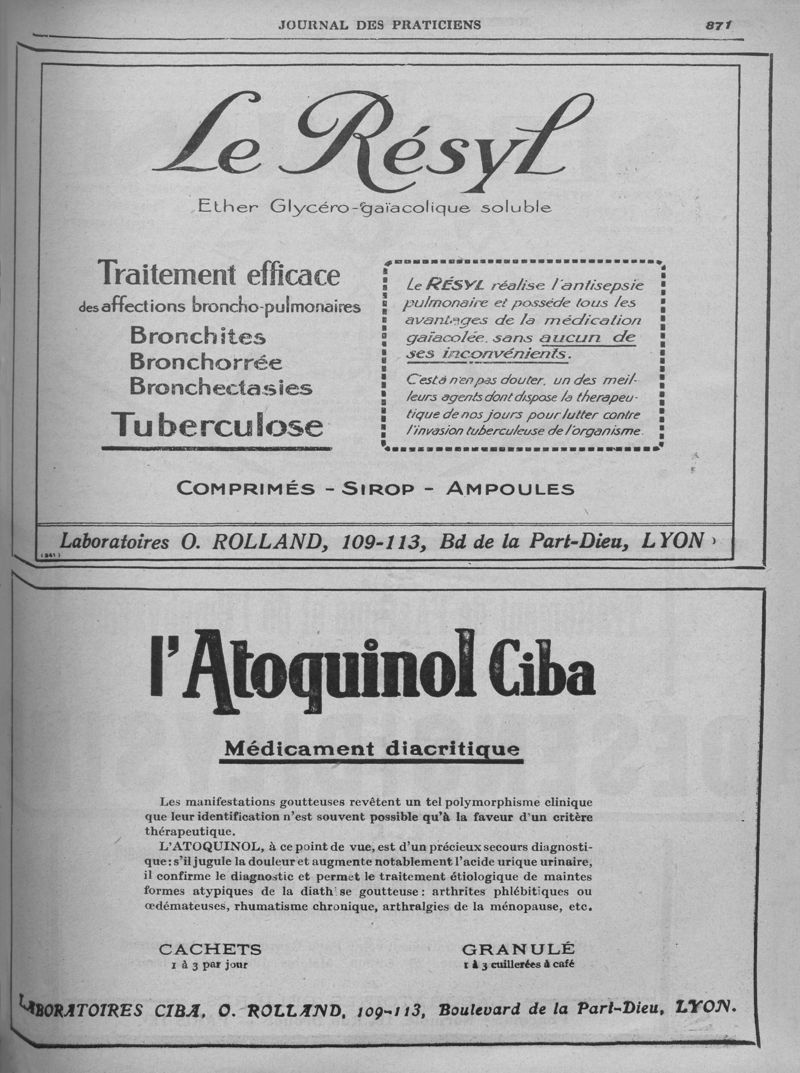 JOURNAL DES PRATICIENS 871
Le Résyl
Ether Glycéro-gaïacolique soluble
Traitement efficace
des affections broncho-pulmonaires
Bronchites
Bronchorrée
Bronchectasies
Tuberculose
Le RÉSYL réalise l'antisepsie
pulmonaire et possède tous les
avantages de la médication
gaïacolée, sans aucun de
ses inconvénients.
C'est à n'en pas douter, un des meil-
leurs agents dont dispose la therapeu-
tique de nos jours pour lutter contre
l'invasion tuberculeuse de l'organisme.
COMPRIMÉS - SIROP - AMPOULES
Laboratoires O. ROLLAND, 109-113, Bd de la Part-Dieu, LYON
(341)
l'Atoquinol Ciba
Médicament diacritique
Les manifestations goutteuses revêtent un tel polymorphisme clinique
que leur identification n'est souvent possible qu'à la faveur d'un critère
thérapeutique.
L'ATOQUINOL, à ce point de vue, est d'un précieux secours diagnosti-
que : s'il jugule la douleur et augmente notablement l'acide urique urinaire,
il confirme le diagnostic et permet le traitement étiologique de maintes
formes atypiques de la diath se goutteuse : arthrites phlébitiques ou
œdémateuses, rhumatisme chronique, arthralgies de la ménopause, etc.
CACHETS
1 à 3 par jour
GRANULÉ
1 à 3 cuillerées à café
LABORATOIRES CIBA, O. ROLLAND, 109-113, Boulevard de la Part-Dieu, LYON.